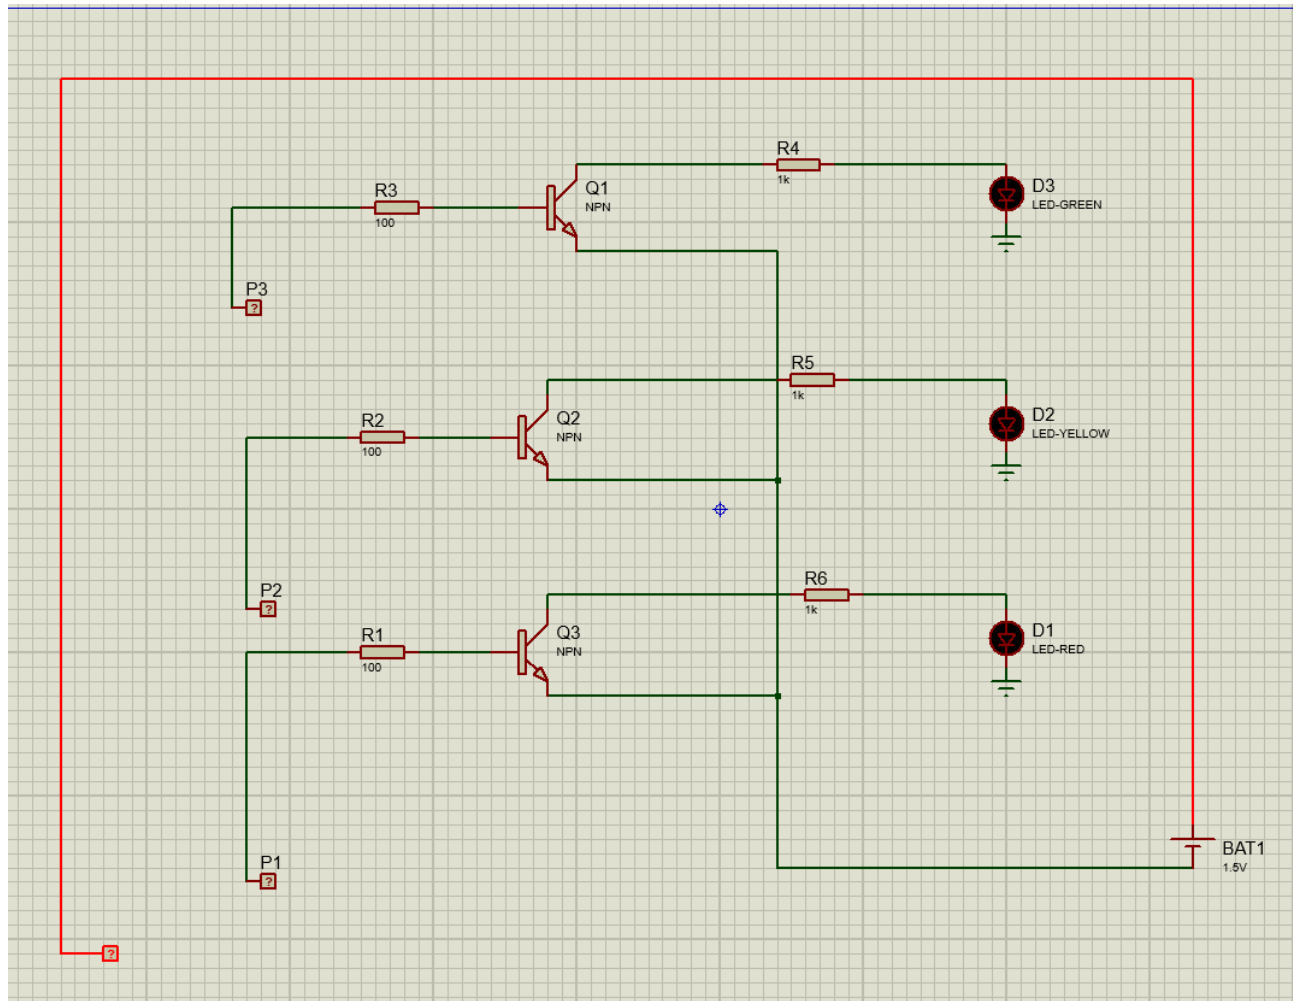 R4
1k
R3
100
Q1
NPN
D3
LED-GREEN
P3
?
R5
1k
R2
100
Q2
NPN
D2
LED-YELLOW
P2
?
R6
1k
R1
100
Q3
NPN
D1
LED-RED
P1
?
BAT1
1.5V
?